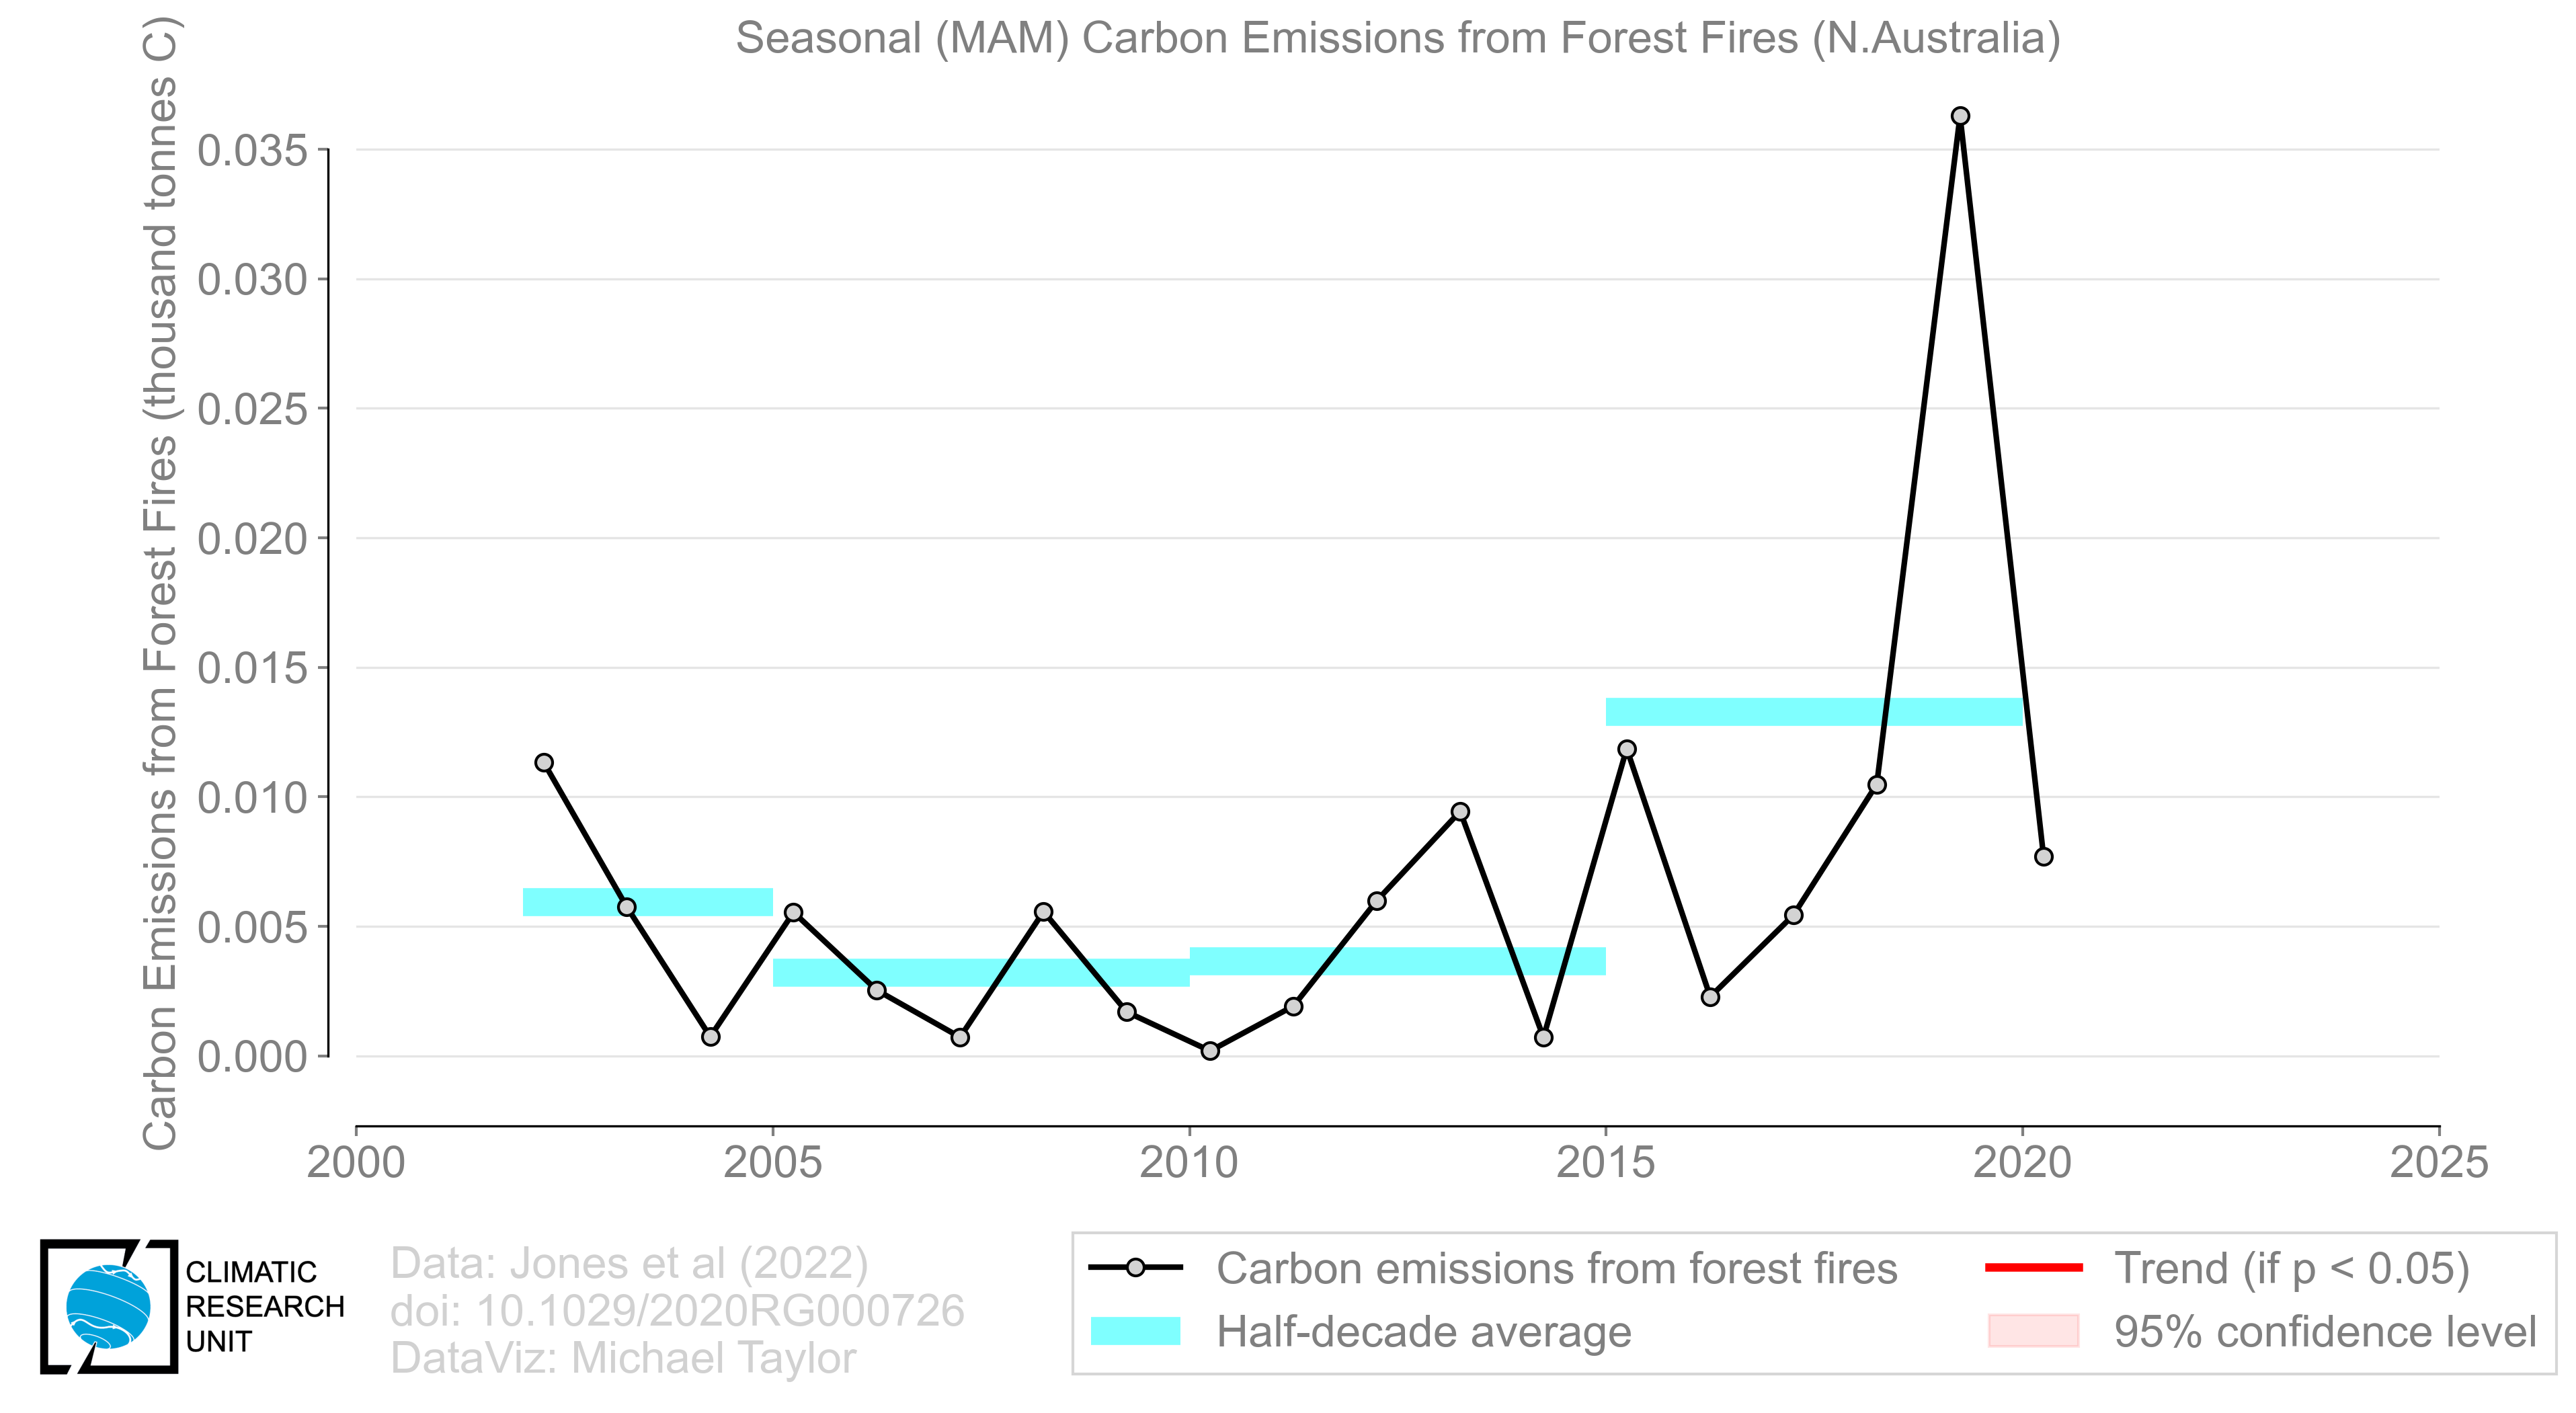 Seasonal (MAM) Carbon Emissions from Forest Fires (N.Australia)
Carbon Emissions from Forest Fires (thousand tonnes C)
0.035
0.030
0.025
0.020
0.015
0.010
0.005
0.000
2000 2005 2010 2015 2020 2025
CLIMATIC
RESEARCH
UNIT
Data: Jones et al (2022)
doi: 10.1029/2020RG000726
DataViz: Michael Taylor
Carbon emissions from forest fires
Half-decade average
Trend (if p < 0.05)
95% confidence level